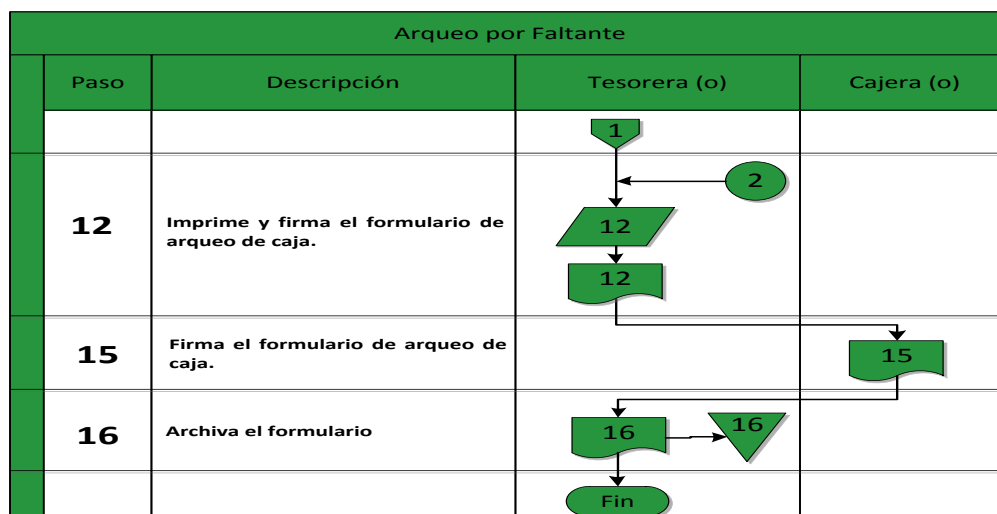 Arqueo por Faltante
Paso Descripción Tesorera (o) Cajera (o)
1
2
12 Imprime y firma el formulario de
arqueo de caja.
12
12
15 Firma el formulario de arqueo de
caja.
15
16 Archiva el formulario
16 16
Fin